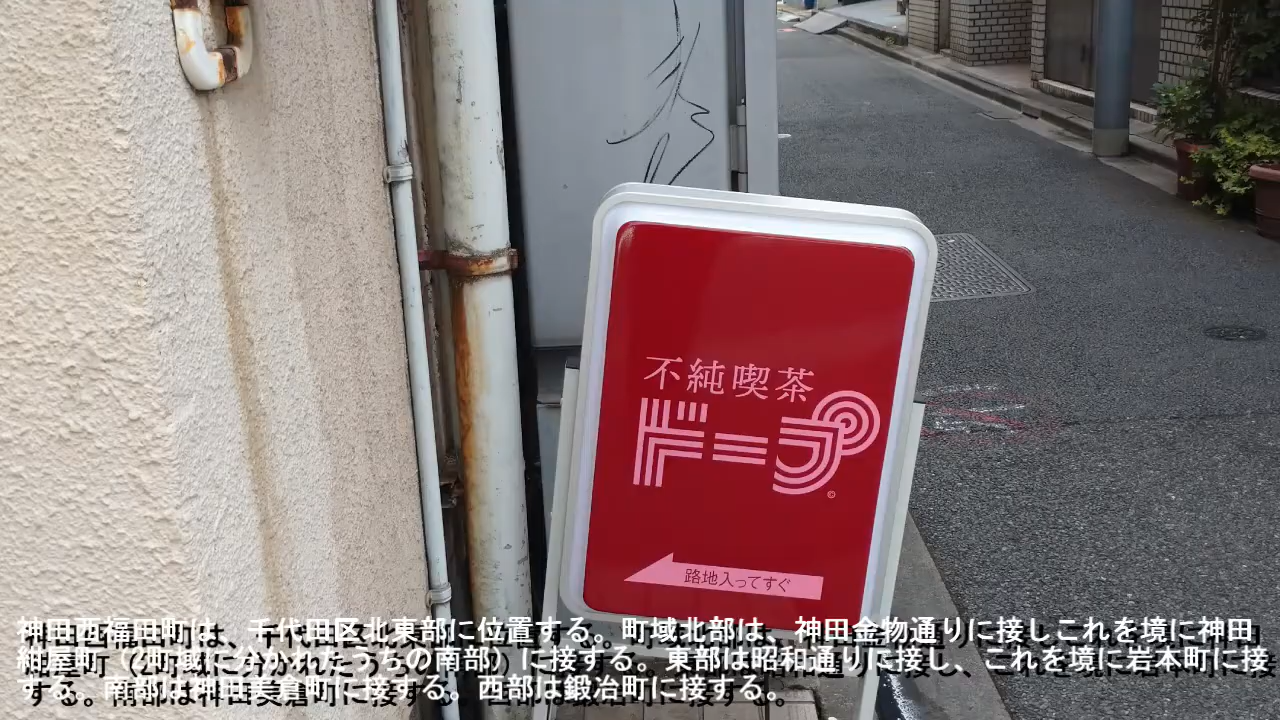 不純喫茶
ドープ
©
路地入ってすぐ
神田西福田町は、千代田区北東部に位置する。町域北部は、神田金物通りに接しこれを境に神田
紺屋町（2町域に分かれたうちの南部）に接する。東部は昭和通りに接し、これを境に岩本町に接
する。南部は神田美倉町に接する。西部は鍛冶町に接する。